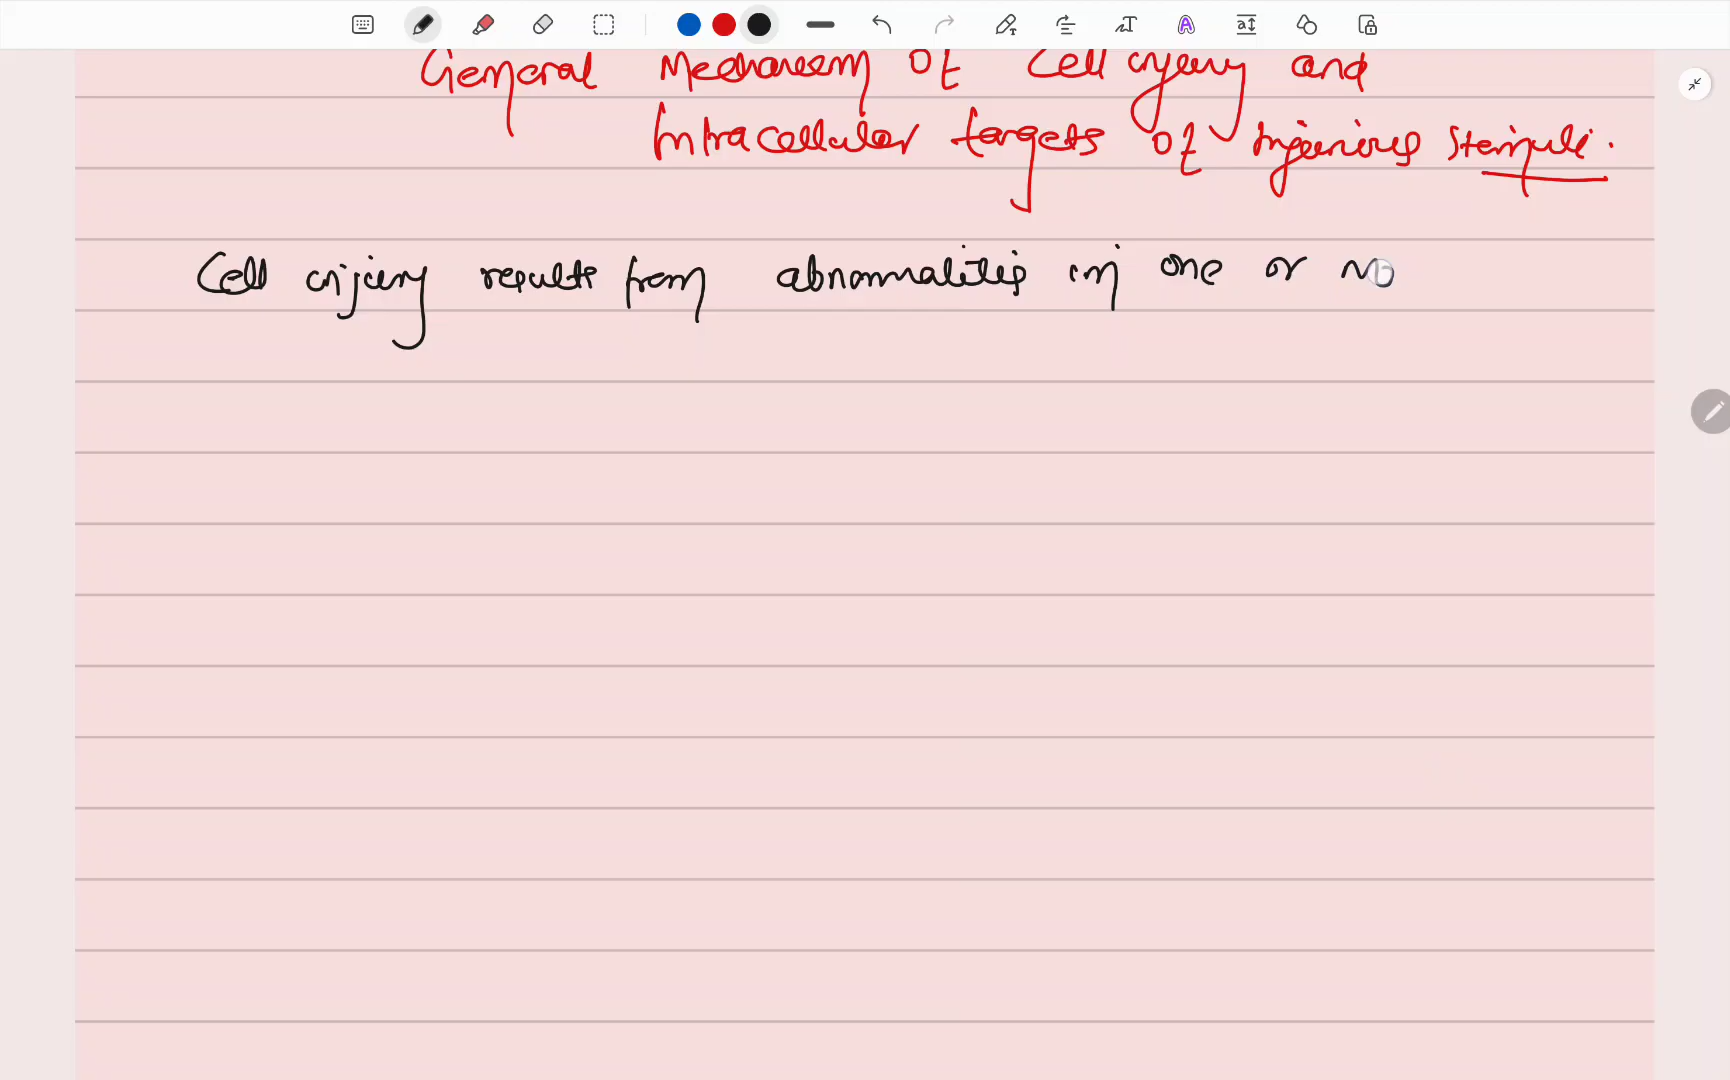 General Mechanism of Cell injury and
Intracellular targets of Injurious Stimuli.
Cell injury results from abnormalities in one or mo